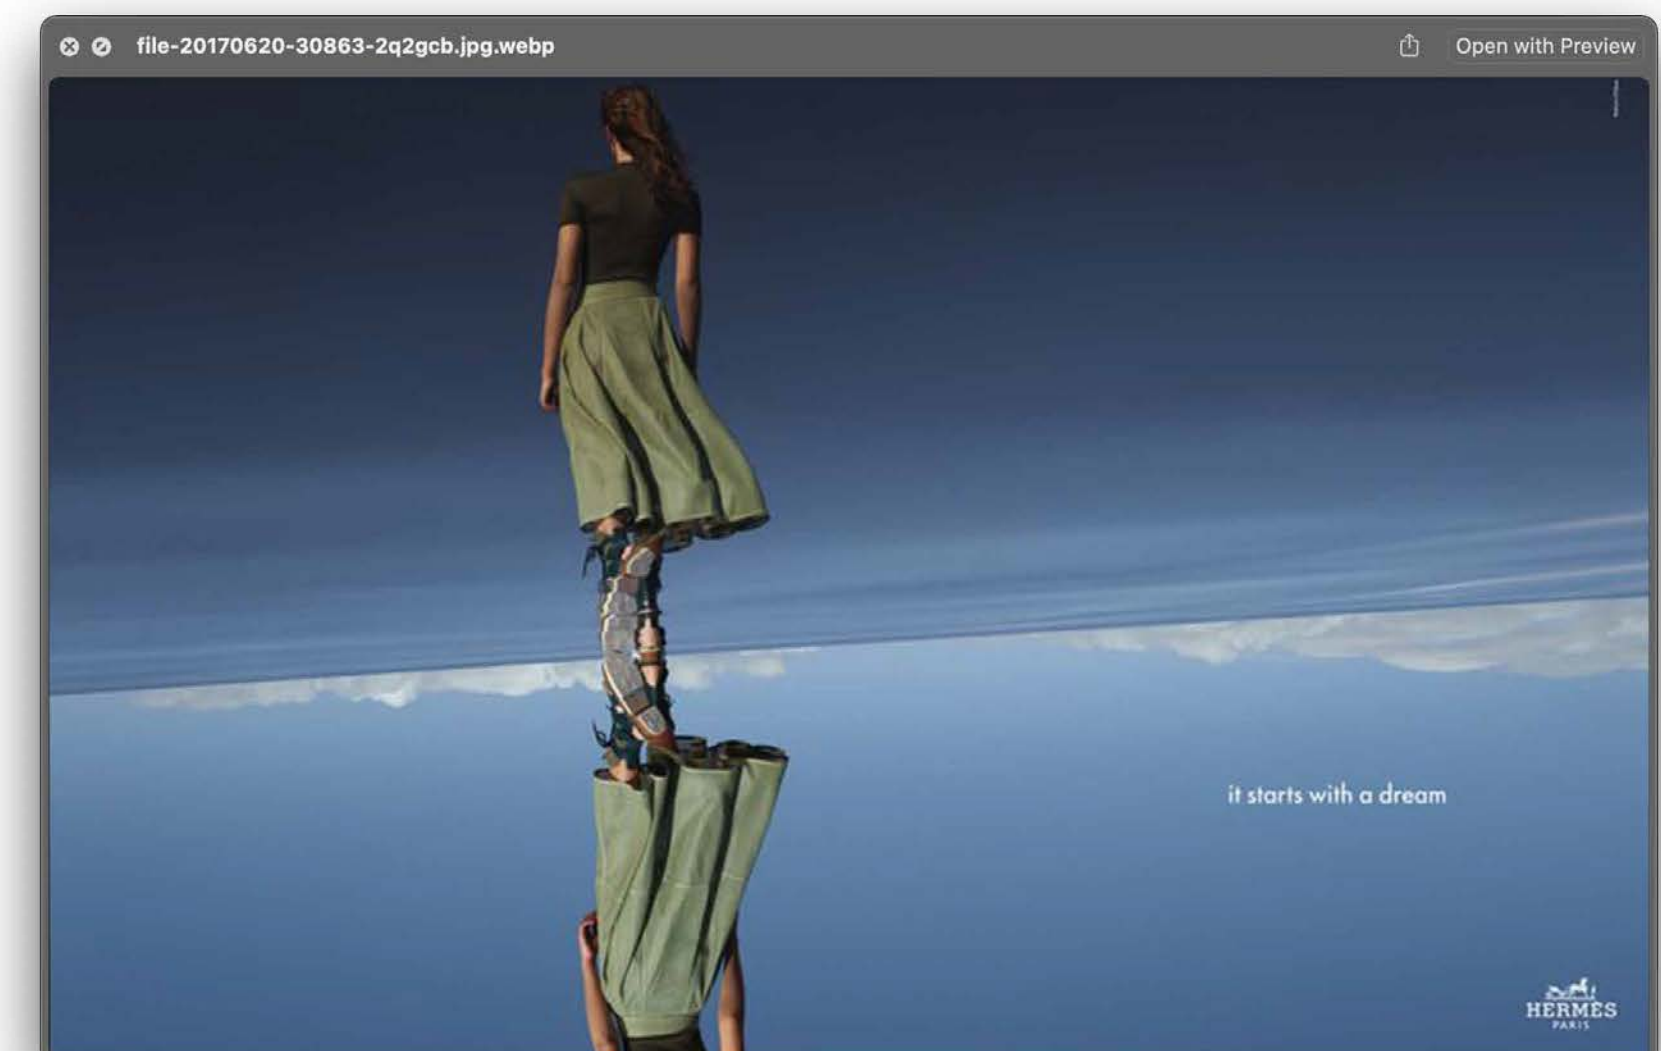 file-20170620-30863-2q2gcb.jpg.webp
Open with Preview
it starts with a dream
HERMÈS
PARIS